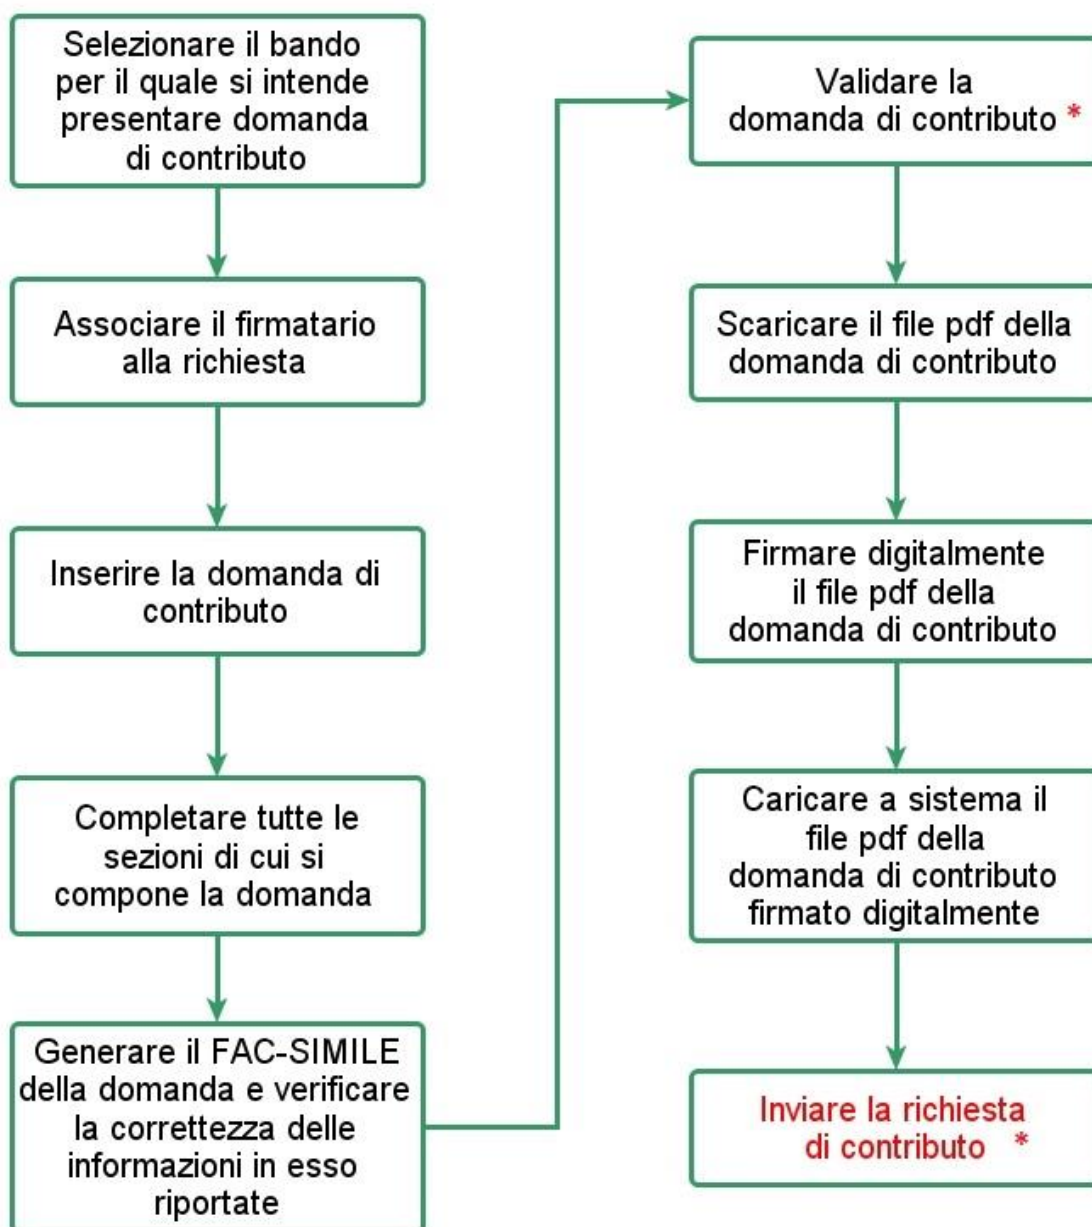 Selezionare il bando
per il quale si intende
presentare domanda
di contributo
Associare il firmatario
alla richiesta
Inserire la domanda di
contributo
Completare tutte le
sezioni di cui si
compone la domanda
Generare il FAC-SIMILE
della domanda e verificare
la correttezza delle
informazioni in esso
riportate
Validare la
domanda di contributo *
Scaricare il file pdf della
domanda di contributo
Firmare digitalmente
il file pdf della
domanda di contributo
Caricare a sistema il
file pdf della
domanda di contributo
firmato digitalmente
Inviare la richiesta
di contributo *